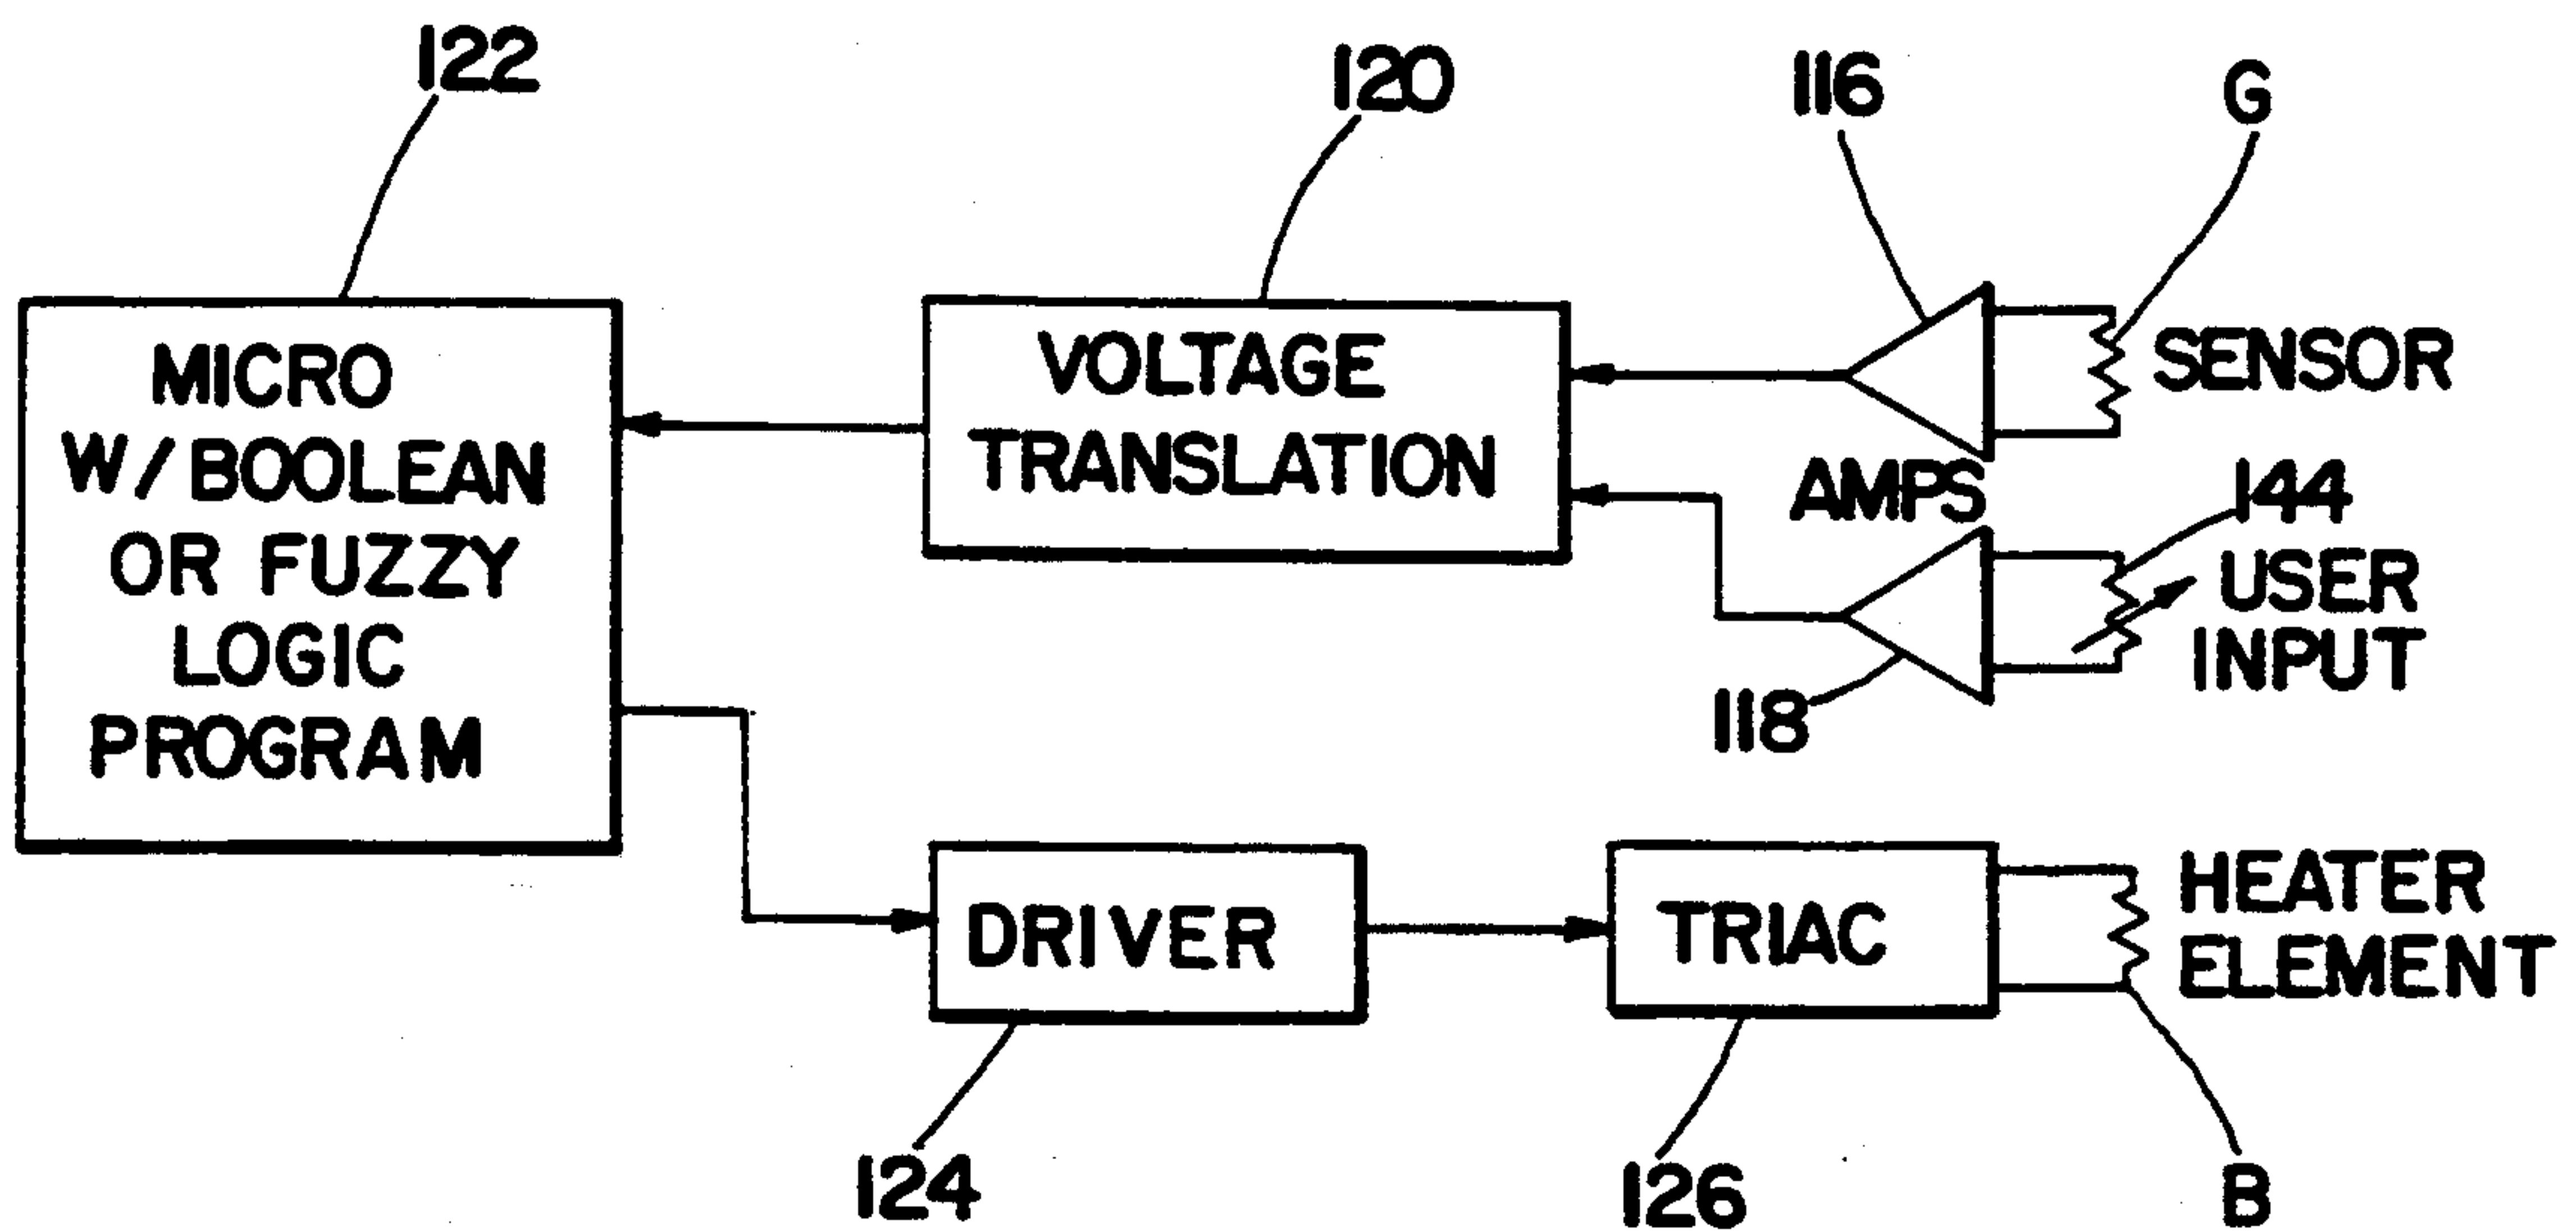 122
120
116
G
MICRO
W/BOOLEAN
OR FUZZY
LOGIC
PROGRAM
VOLTAGE
TRANSLATION
SENSOR
AMPS
144
USER
INPUT
118
DRIVER
TRIAC
HEATER
ELEMENT
124
126
B